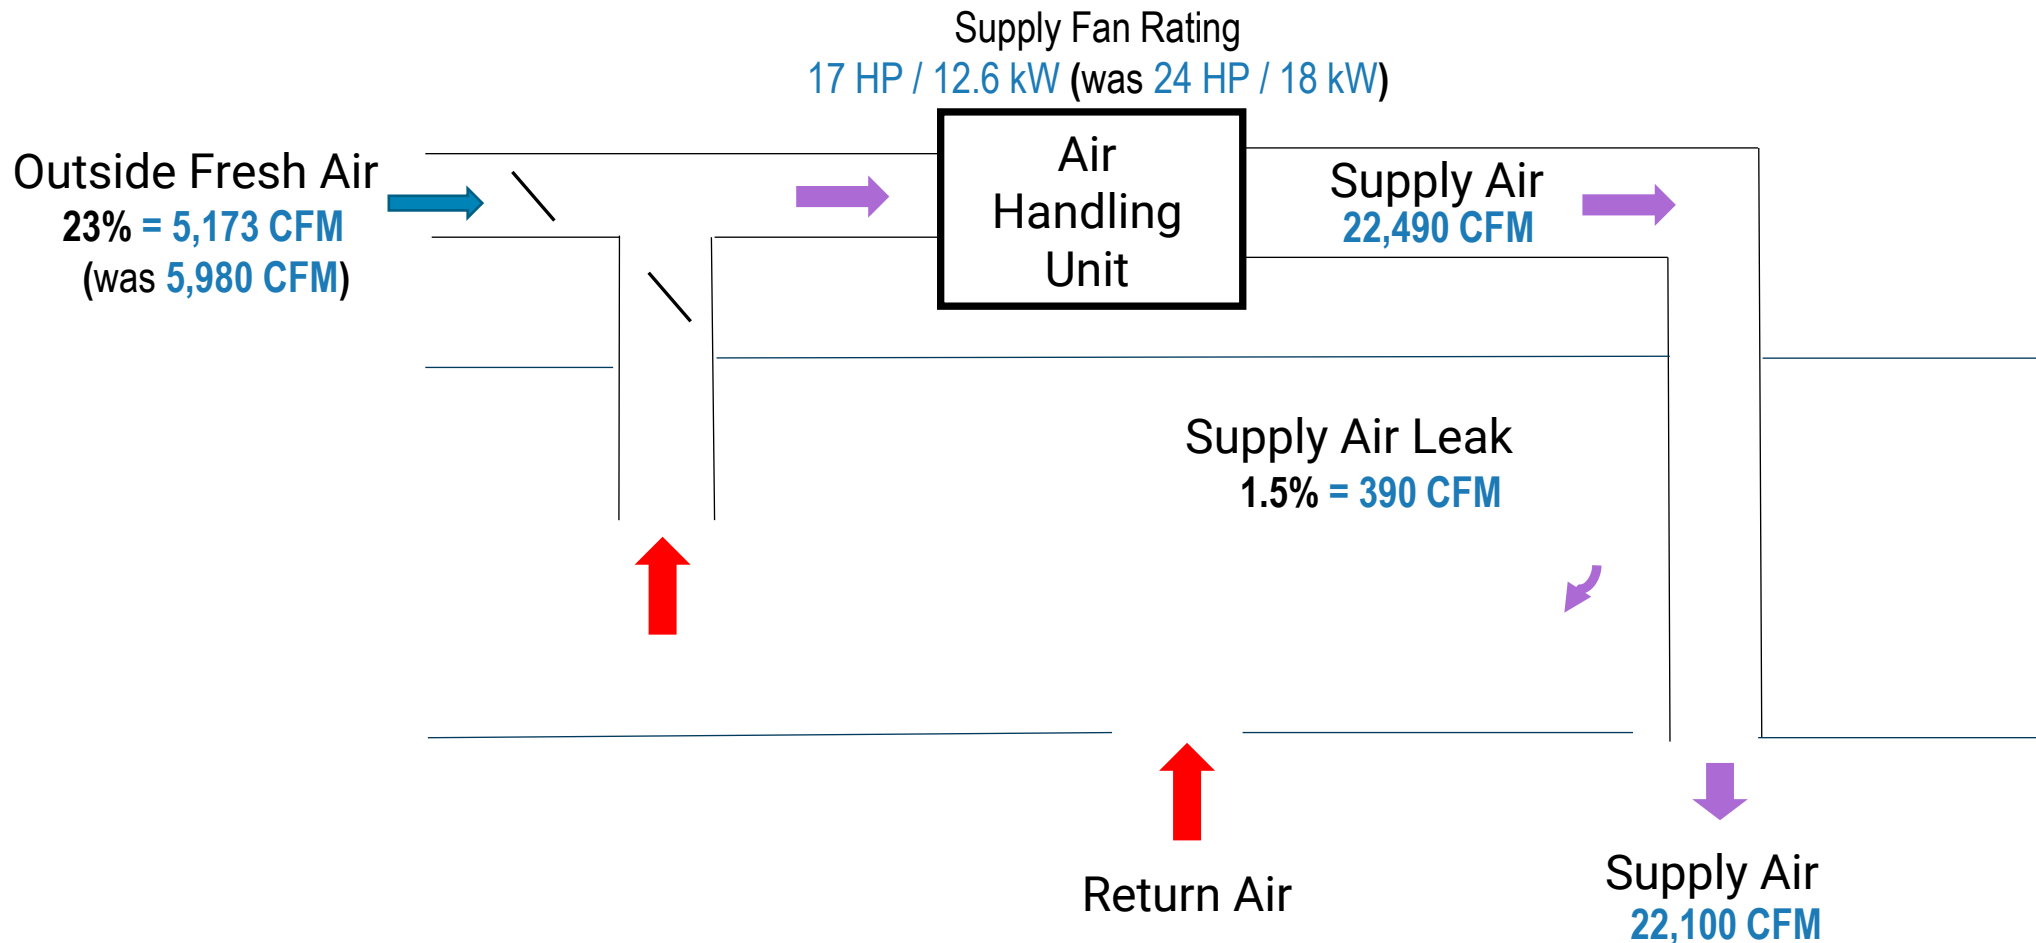 Supply Fan Rating
17 HP / 12.6 kW (was 24 HP / 18 kW)
Outside Fresh Air
23% = 5,173 CFM
(was 5,980 CFM)
Air
Handling
Unit
Supply Air
22,490 CFM
Supply Air Leak
1.5% = 390 CFM
Return Air
Supply Air
22,100 CFM